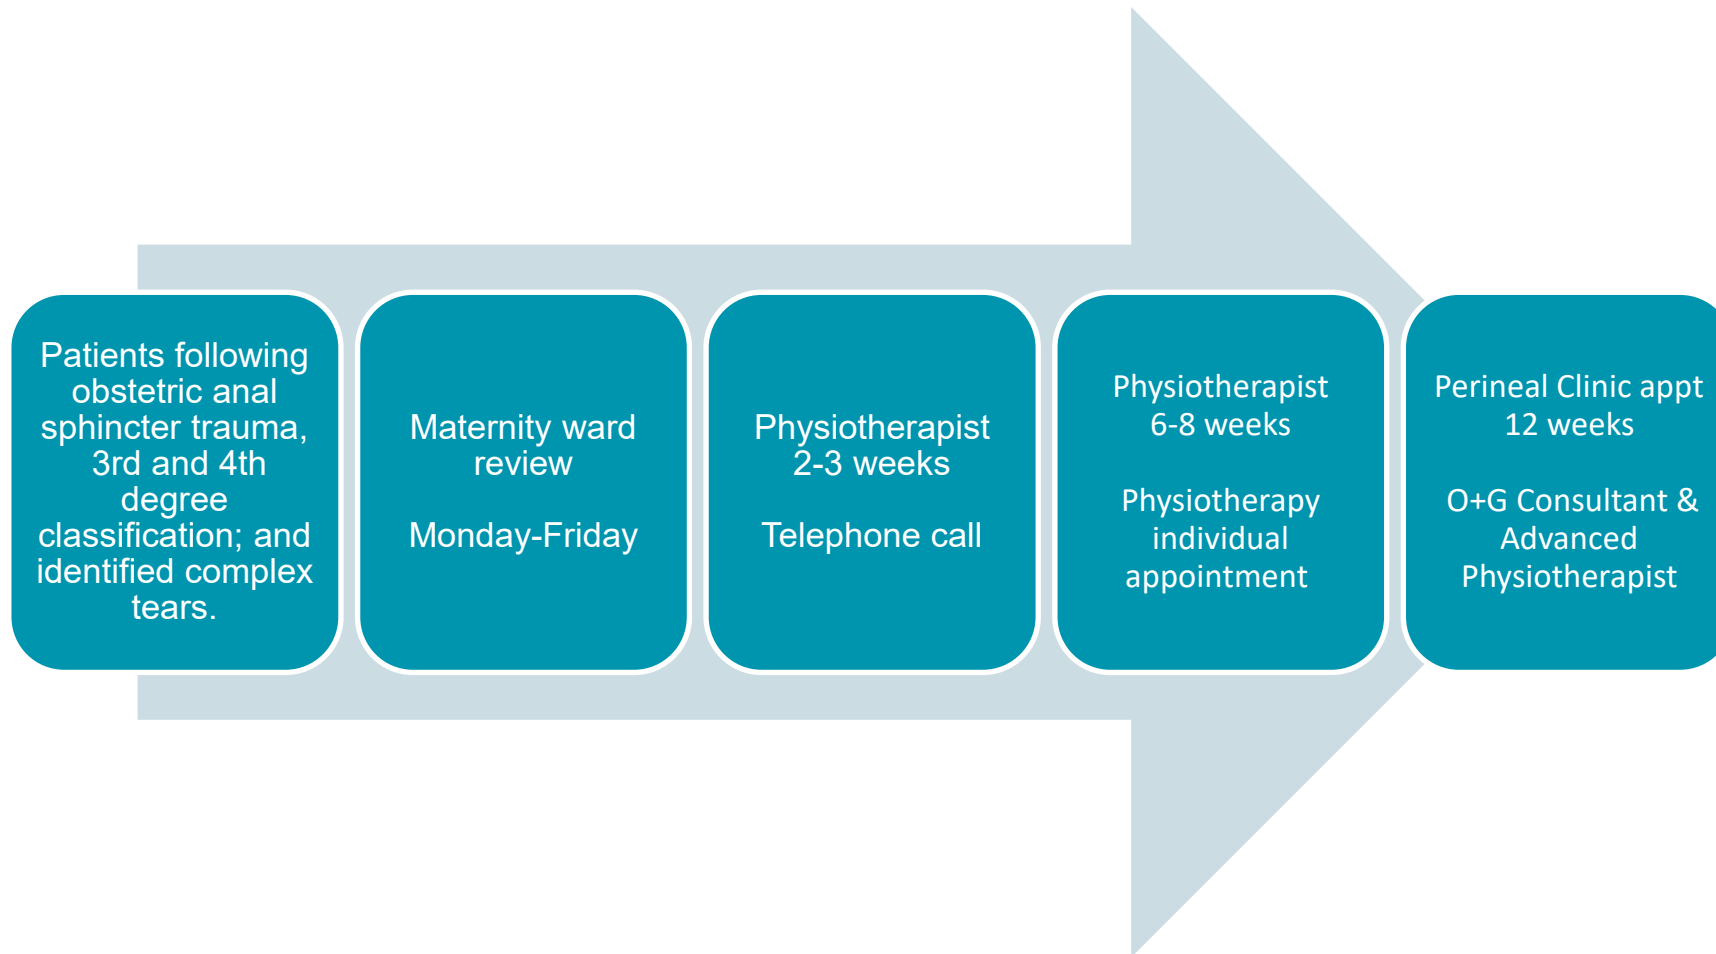 Patients following
obstetric anal
sphincter trauma,
3rd and 4th
degree
classification; and
identified complex
tears.
Maternity ward
review
Monday-Friday
Physiotherapist
2-3 weeks
Telephone call
Physiotherapist
6-8 weeks
Physiotherapy
individual
appointment
Perineal Clinic appt
12 weeks
O+G Consultant &
Advanced
Physiotherapist